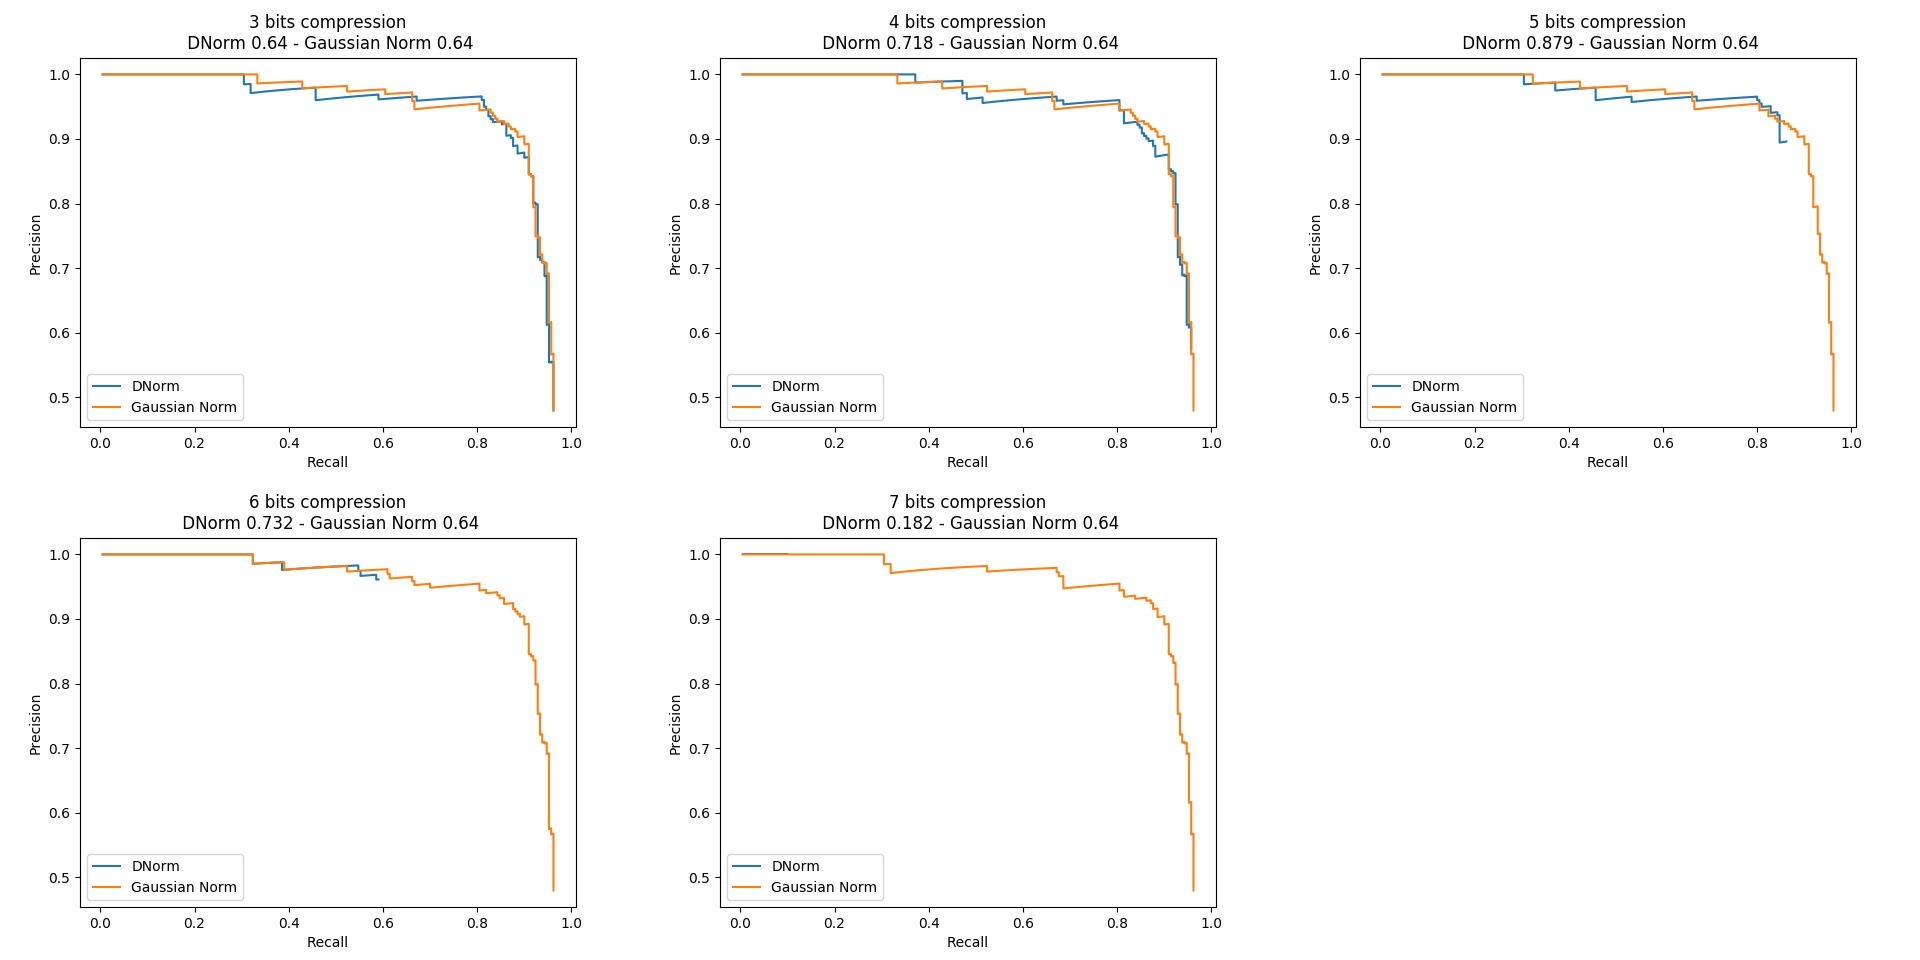 3 bits compression
DNorm 0.64 - Gaussian Norm 0.64
1.0
0.9
0.8
0.7
0.6
0.5
Precision
DNorm
Gaussian Norm
0.0 0.2 0.4 0.6 0.8 1.0
Recall
4 bits compression
DNorm 0.718 - Gaussian Norm 0.64
1.0
0.9
0.8
0.7
0.6
0.5
Precision
DNorm
Gaussian Norm
0.0 0.2 0.4 0.6 0.8 1.0
Recall
5 bits compression
DNorm 0.879 - Gaussian Norm 0.64
1.0
0.9
0.8
0.7
0.6
0.5
Precision
DNorm
Gaussian Norm
0.0 0.2 0.4 0.6 0.8 1.0
Recall
6 bits compression
DNorm 0.732 - Gaussian Norm 0.64
1.0
0.9
0.8
0.7
0.6
0.5
Precision
DNorm
Gaussian Norm
0.0 0.2 0.4 0.6 0.8 1.0
Recall
7 bits compression
DNorm 0.182 - Gaussian Norm 0.64
1.0
0.9
0.8
0.7
0.6
0.5
Precision
DNorm
Gaussian Norm
0.0 0.2 0.4 0.6 0.8 1.0
Recall